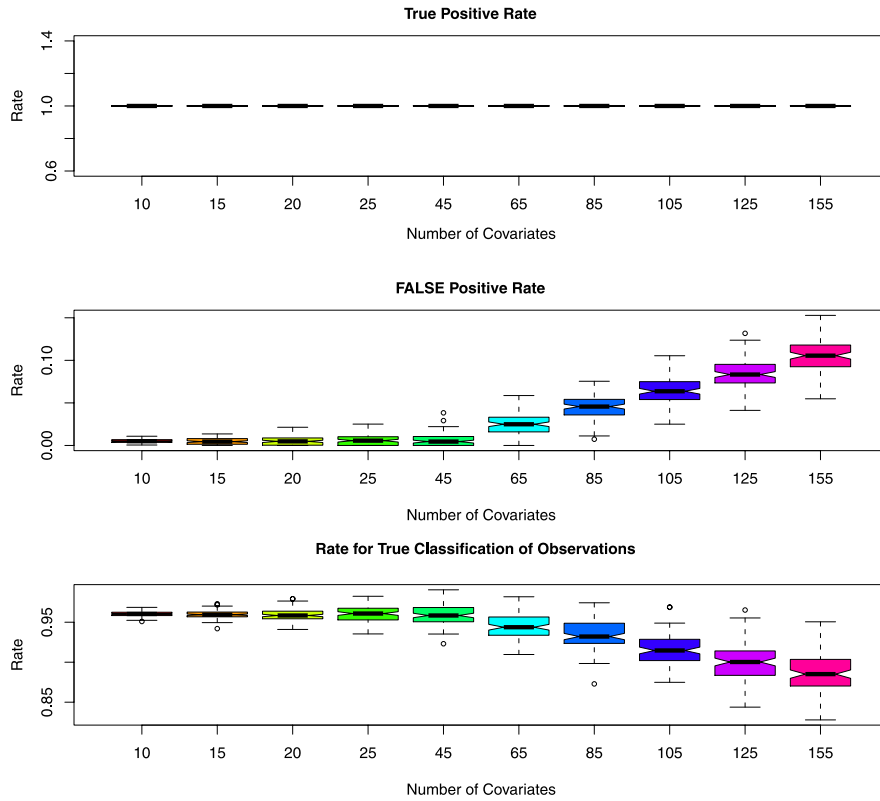 True Positive Rate
1.4
1.0
0.6
Rate
10 15 20 25 45 65 85 105 125 155
Number of Covariates
FALSE Positive Rate
0.10
0.00
Rate
10 15 20 25 45 65 85 105 125 155
Number of Covariates
Rate for True Classification of Observations
0.95
0.85
Rate
10 15 20 25 45 65 85 105 125 155
Number of Covariates